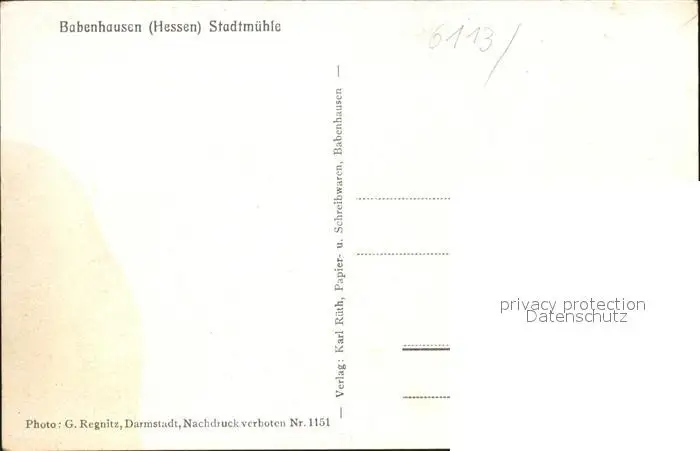 Babenhausen (Hessen) Stadtmühle
6113/
Verlag: Karl Rüth, Papier- u. Schreibwaren, Babenhausen
privacy protection
Datenschutz
Photo: G. Regnitz, Darmstadt, Nachdruck verboten Nr. 1151